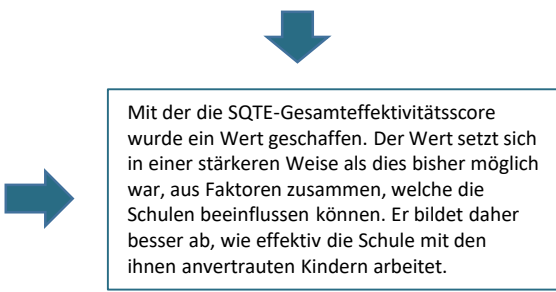 Mit der die SQTE-Gesamteffektivitätsscore
wurde ein Wert geschaffen. Der Wert setzt sich
in einer stärkeren Weise als dies bisher möglich
war, aus Faktoren zusammen, welche die
Schulen beeinflussen können. Er bildet daher
besser ab, wie effektiv die Schule mit den
ihnen anvertrauten Kindern arbeitet.